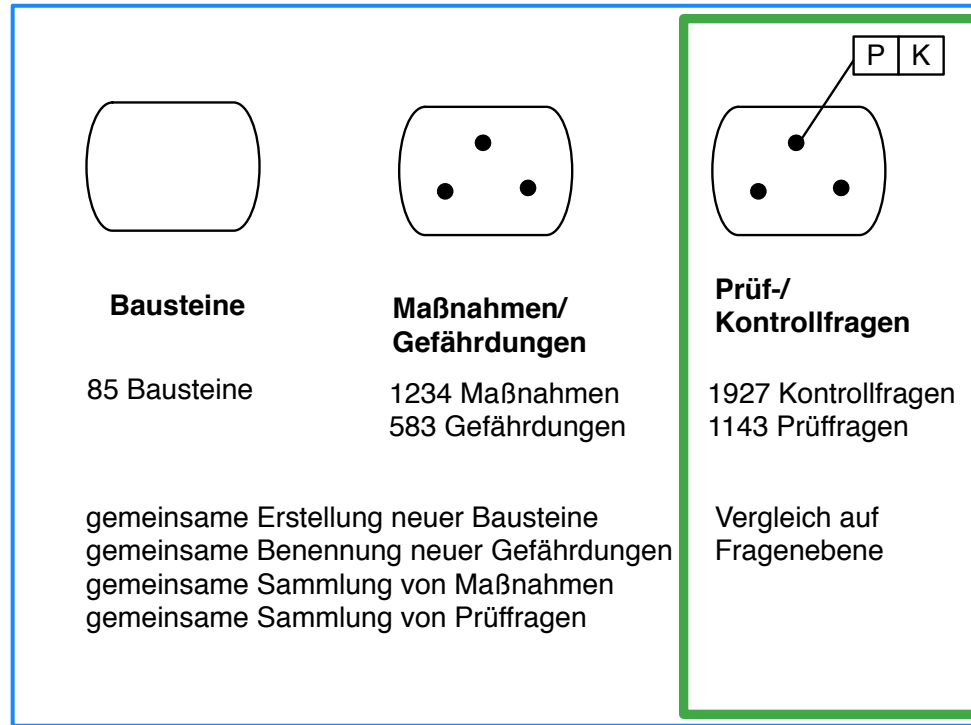 P K
Bausteine
85 Bausteine
Maßnahmen/
Gefährdungen
1234 Maßnahmen
583 Gefährdungen
Prüf-/
Kontrollfragen
1927 Kontrollfragen
1143 Prüffragen
gemeinsame Erstellung neuer Bausteine
gemeinsame Benennung neuer Gefährdungen
gemeinsame Sammlung von Maßnahmen
gemeinsame Sammlung von Prüffragen
Vergleich auf
Fragenebene